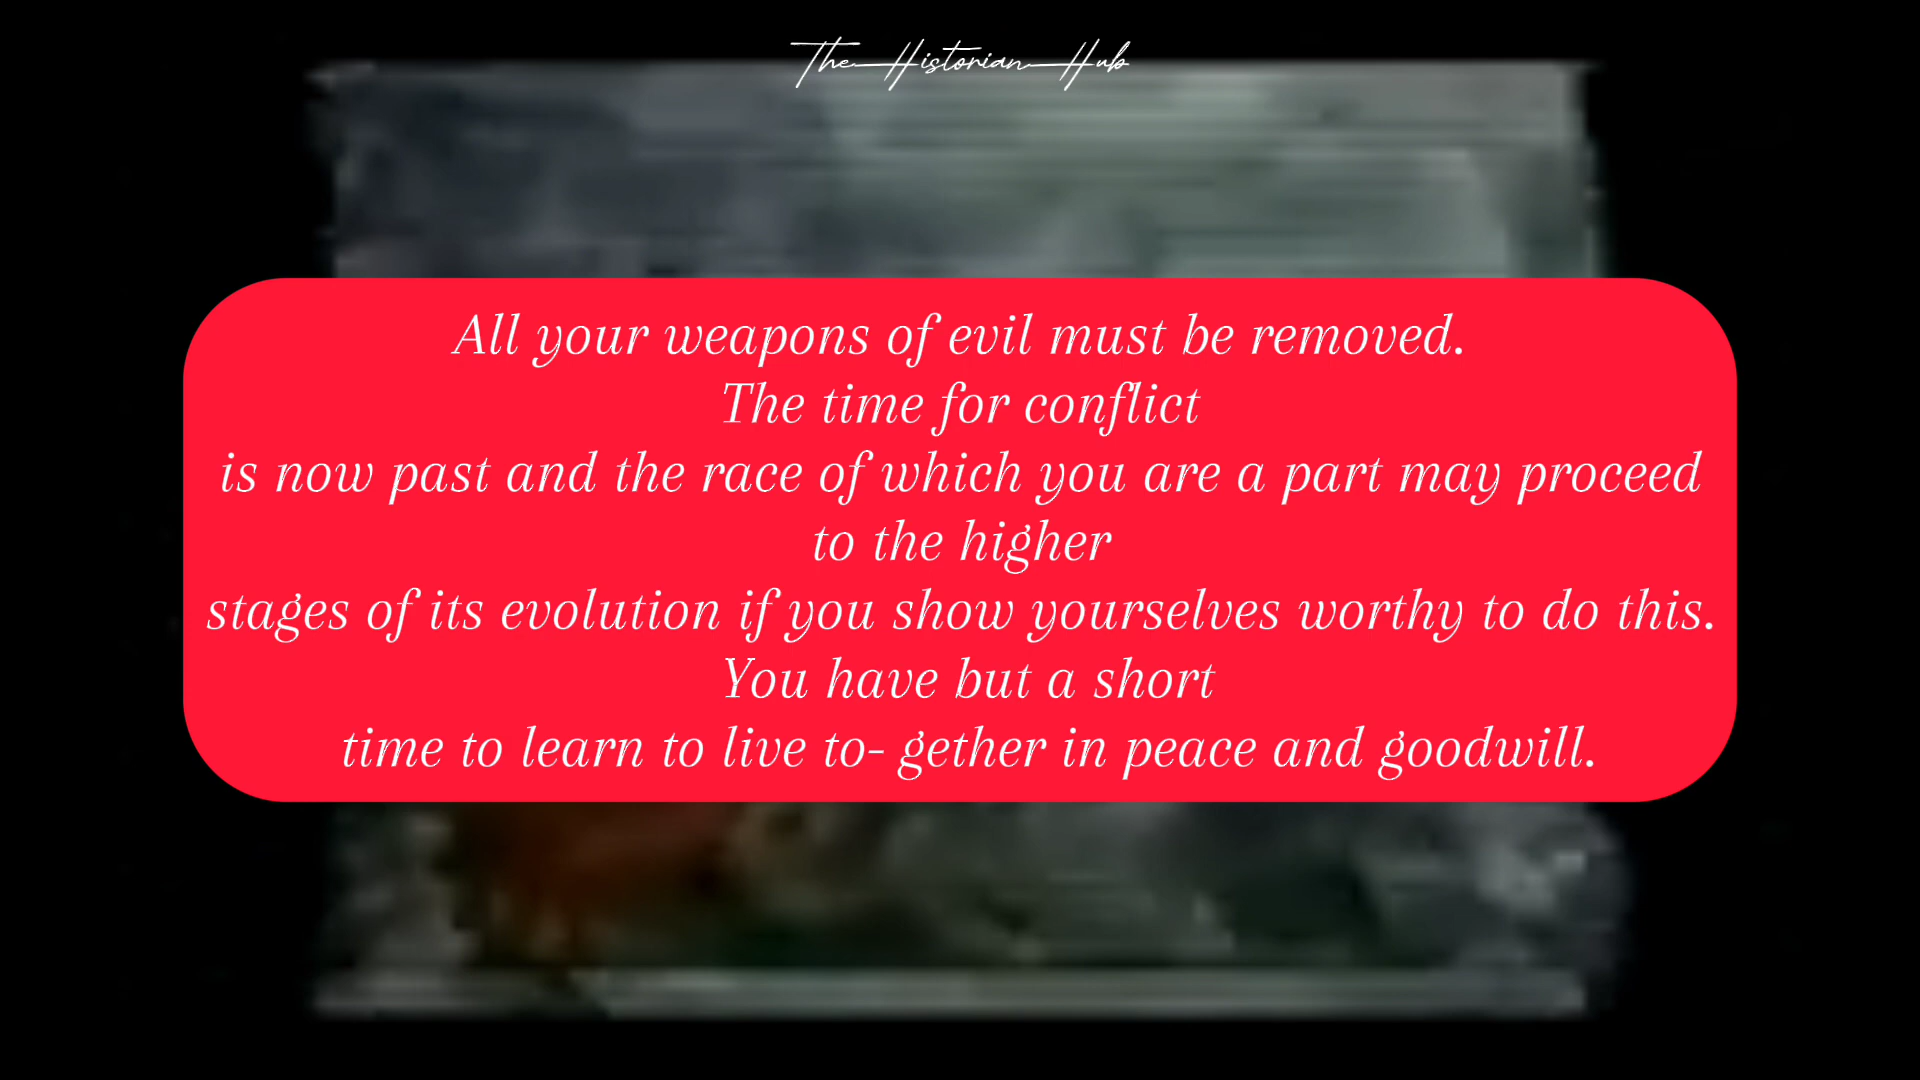 The Historian Hub
All your weapons of evil must be removed.
The time for conflict
is now past and the race of which you are a part may proceed
to the higher
stages of its evolution if you show yourselves worthy to do this.
You have but a short
time to learn to live to- gether in peace and goodwill.